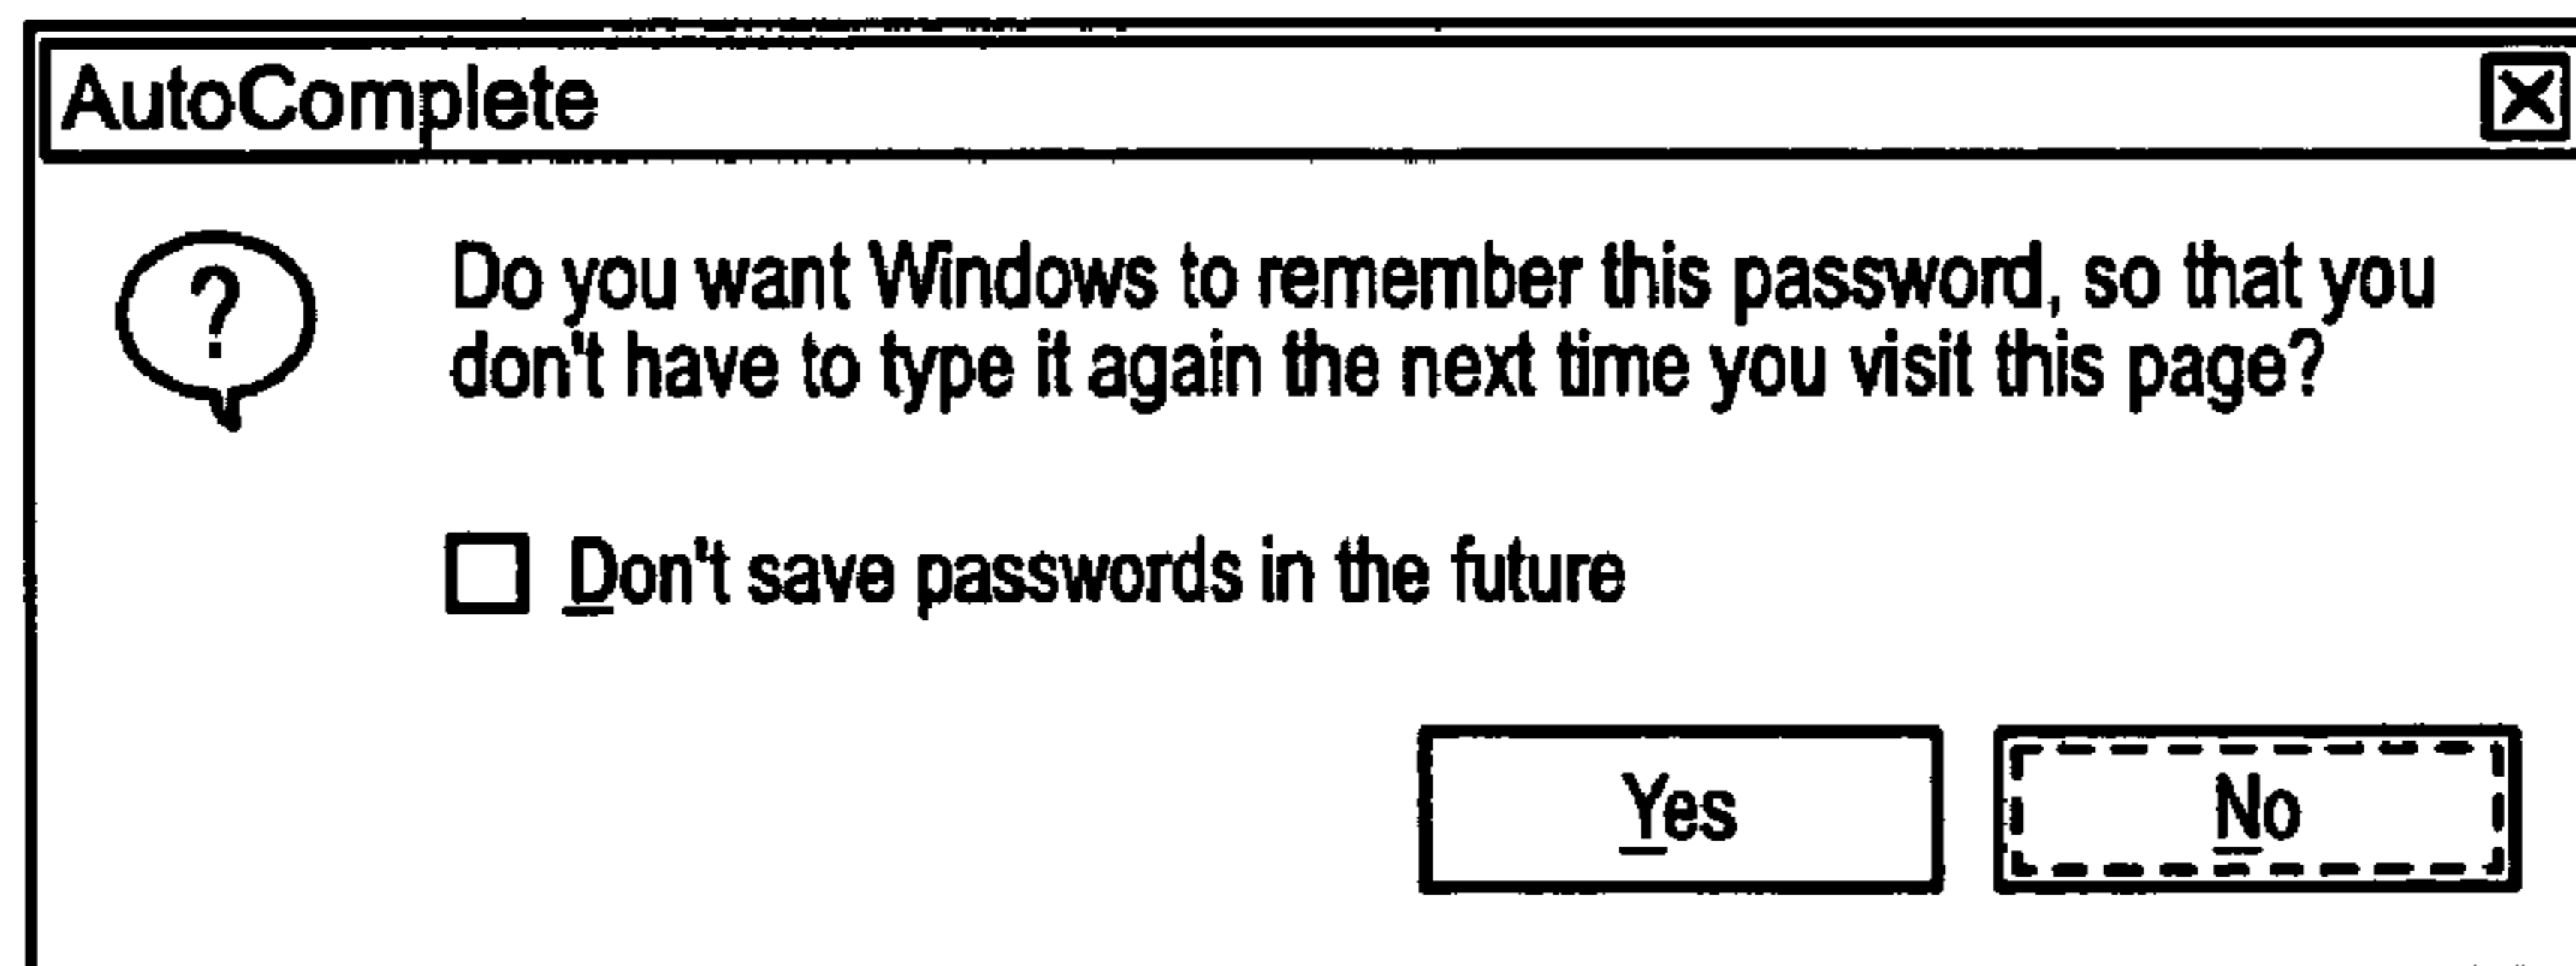 AutoComplete
?
Do you want Windows to remember this password, so that you
don't have to type it again the next time you visit this page?
Don't save passwords in the future
Yes
No